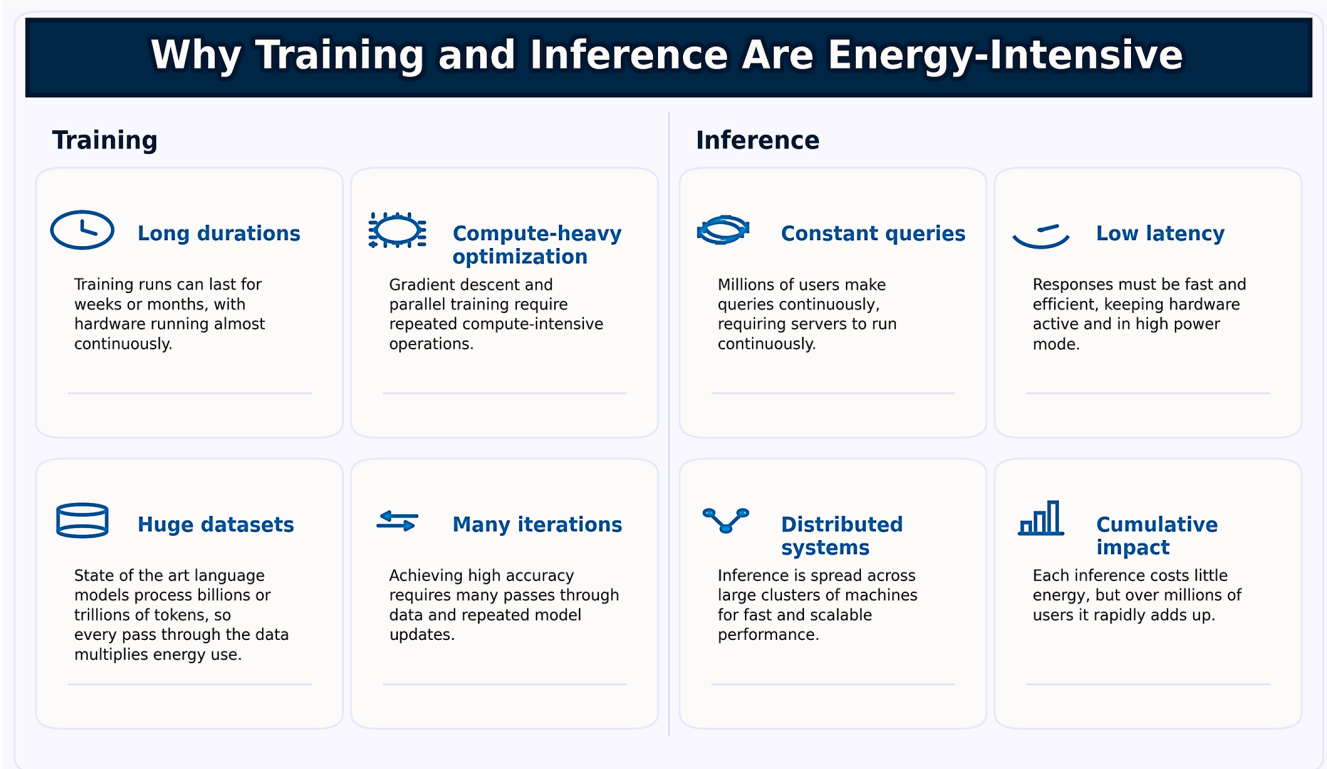 Why Training and Inference Are Energy-Intensive
Training
Long durations
Training runs can last for
weeks or months, with
hardware running almost
continuously.
Compute-heavy
optimization
Gradient descent and
parallel training require
repeated compute-intensive
operations.
Huge datasets
State of the art language
models process billions or
trillions of tokens, so
every pass through the data
multiplies energy use.
Many iterations
Achieving high accuracy
requires many passes through
data and repeated model
updates.
Inference
Constant queries
Millions of users make
queries continuously,
requiring servers to run
continuously.
Low latency
Responses must be fast and
efficient, keeping hardware
active and in high power
mode.
Distributed
systems
Inference is spread across
large clusters of machines
for fast and scalable
performance.
Cumulative
impact
Each inference costs little
energy, but over millions of
users it rapidly adds up.